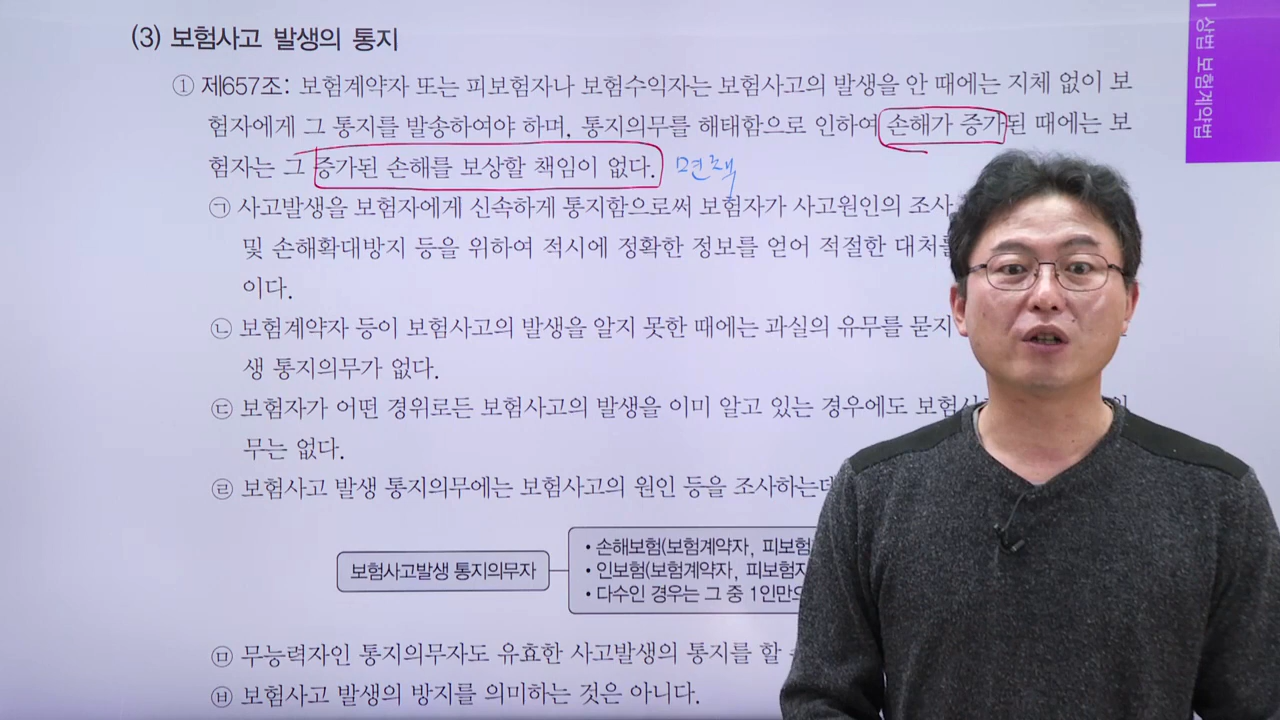 (3) 보험사고 발생의 통지
① 제657조: 보험계약자 또는 피보험자나 보험수익자는 보험사고의 발생을 안 때에는 지체 없이 보
험자에게 그 통지를 발송하여야 하며, 통지의무를 해태함으로 인하여 손해가 증가된 때에는 보
험자는 그 증가된 손해를 보상할 책임이 없다. 면책
㉠ 사고발생을 보험자에게 신속하게 통지함으로써 보험자가 사고원인의 조사
및 손해확대방지 등을 위하여 적시에 정확한 정보를 얻어 적절한 대처를
이다.
㉡ 보험계약자 등이 보험사고의 발생을 알지 못한 때에는 과실의 유무를 묻지
생 통지의무가 없다.
㉢ 보험자가 어떤 경위로든 보험사고의 발생을 이미 알고 있는 경우에도 보험사
무는 없다.
㉣ 보험사고 발생 통지의무에는 보험사고의 원인 등을 조사하는데
보험사고발생 통지의무자
• 손해보험(보험계약자, 피보험
• 인보험(보험계약자, 피보험자
• 다수인 경우는 그 중 1인만으
㉤ 무능력자인 통지의무자도 유효한 사고발생의 통지를 할
㉥ 보험사고 발생의 방지를 의미하는 것은 아니다.
상법 보험계약법